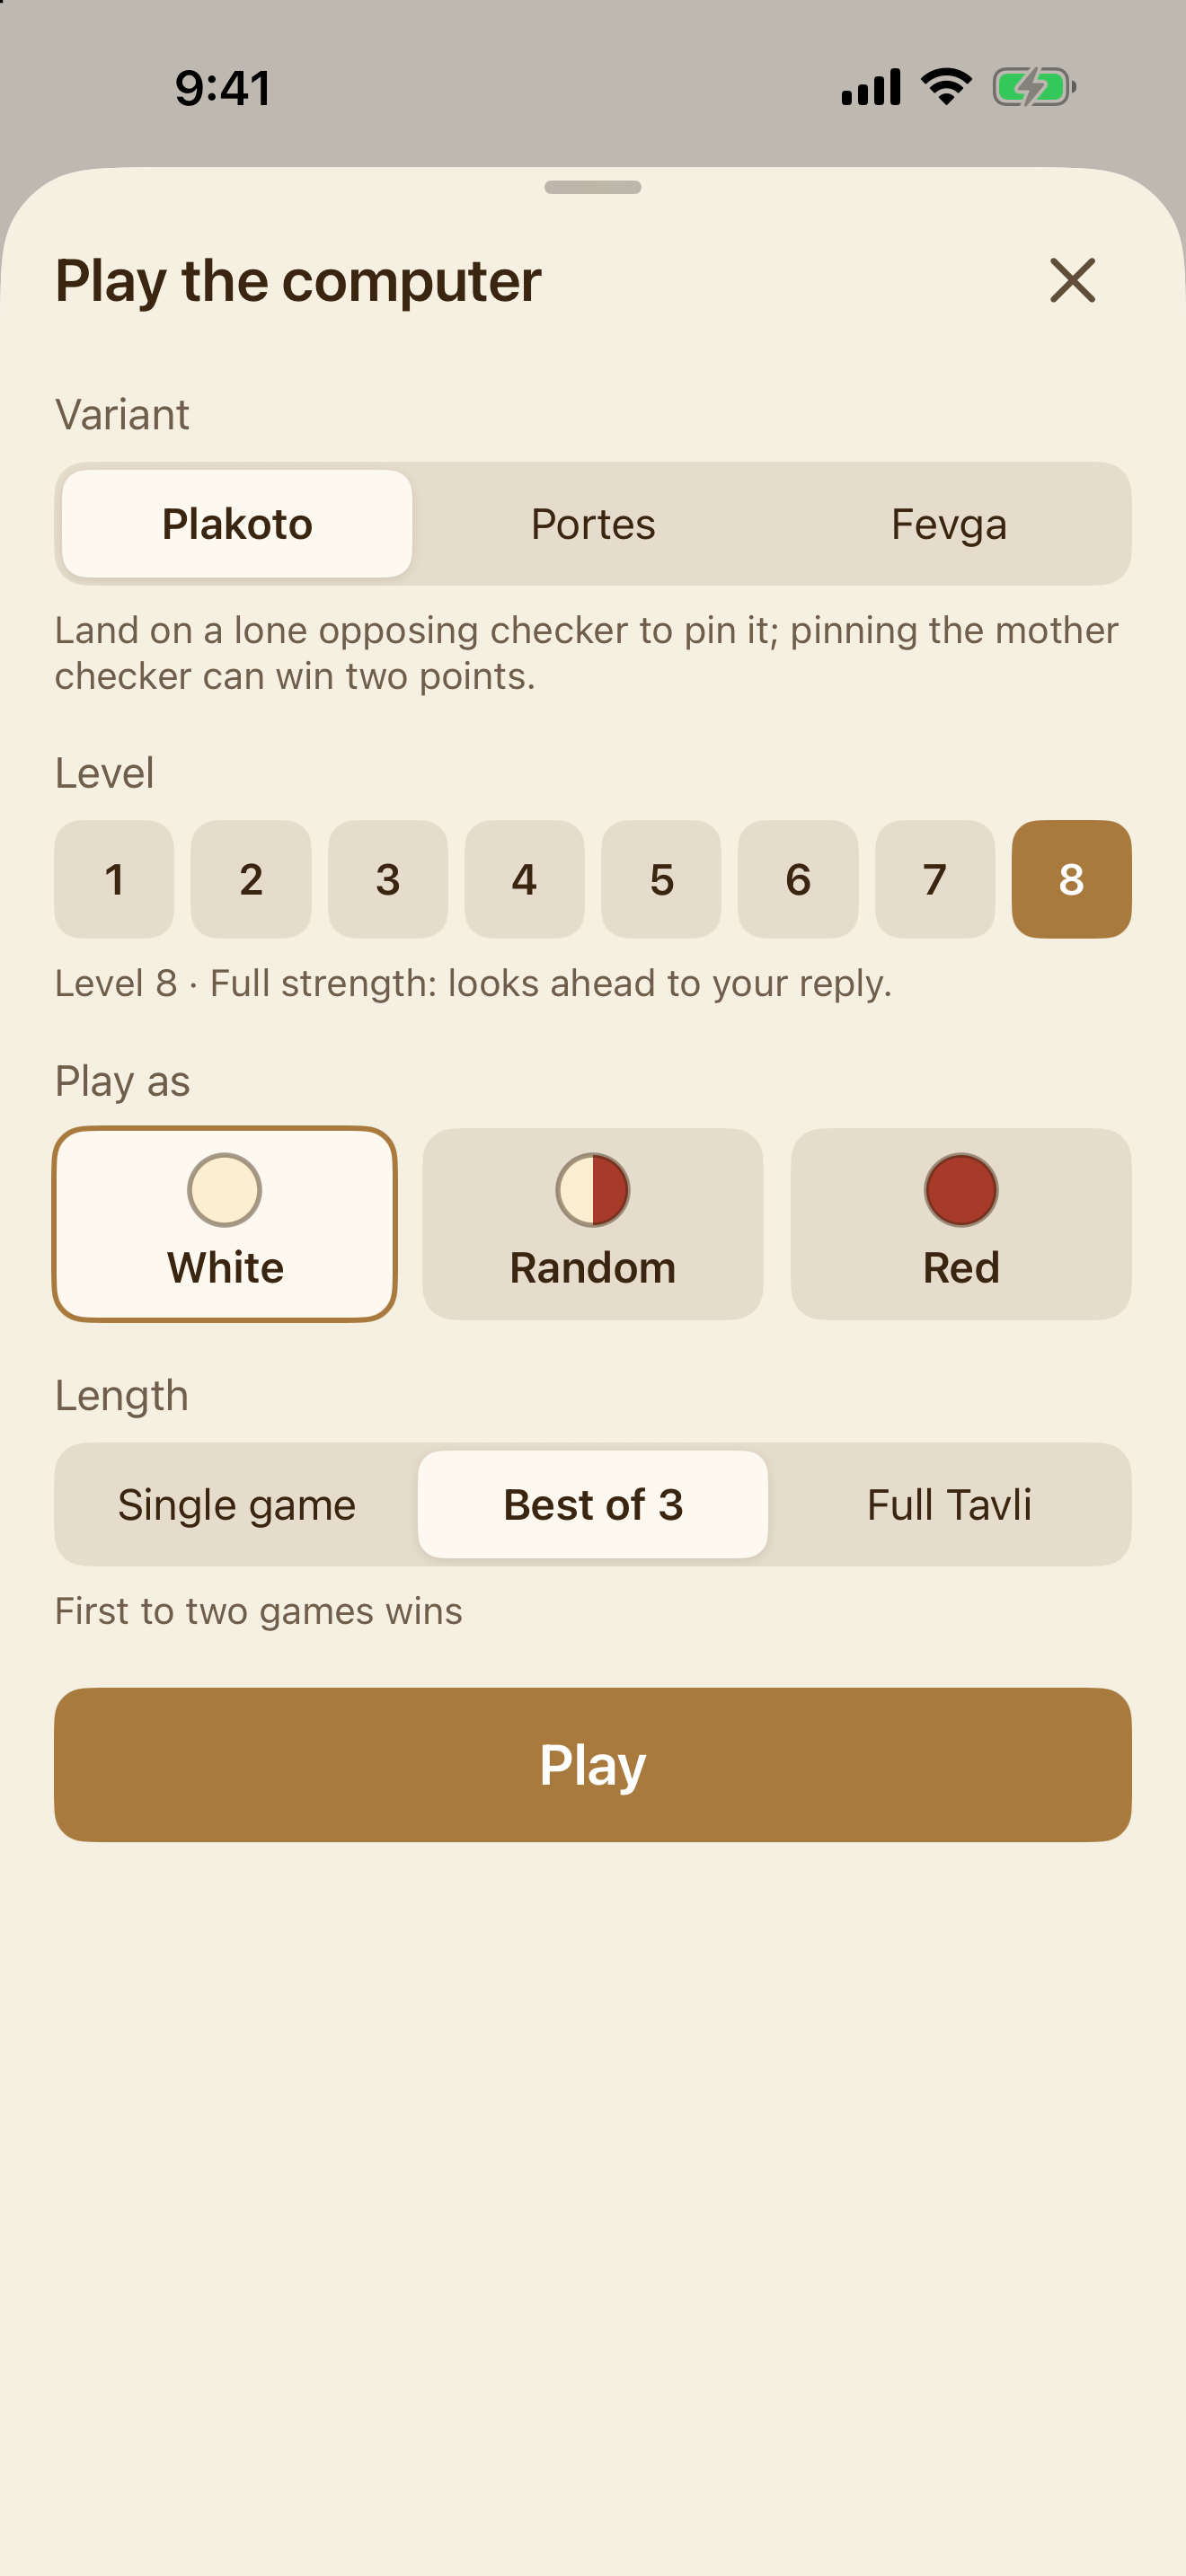 9:41
Play the computer
Variant
Plakoto Portes Fevga
Land on a lone opposing checker to pin it; pinning the mother
checker can win two points.
Level
1 2 3 4 5 6 7 8
Level 8 · Full strength: looks ahead to your reply.
Play as
White Random Red
Length
Single game Best of 3 Full Tavli
First to two games wins
Play